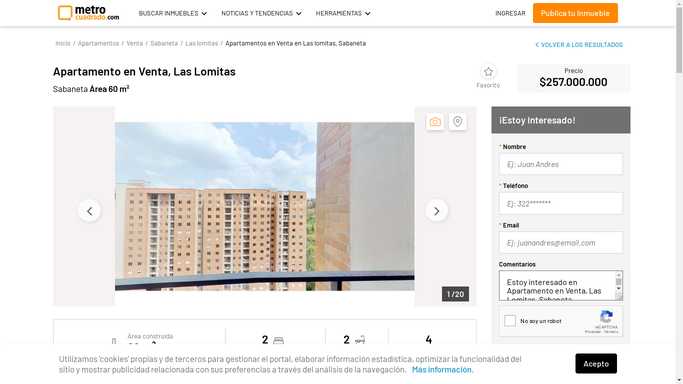 metro
cuadrado.com
BUSCAR INMUEBLES
NOTICIAS Y TENDENCIAS
HERRAMIENTAS
INGRESAR
Publica tu Inmueble
Inicio / Apartamentos / Venta / Sabaneta / Las lomitas / Apartamentos en Venta en Las lomitas, Sabaneta
VOLVER A LOS RESULTADOS
Apartamento en Venta, Las Lomitas
Sabaneta Área 60 m²
Favorito
Precio
$257.000.000
1 / 20
¡Estoy Interesado!
* Nombre
Ej: Juan Andres
* Teléfono
Ej: 322*******
* Email
Ej: juanandres@email.com
Comentarios
Estoy interesado en
Apartamento en Venta, Las
Lomitas, Sabaneta
No soy un robot
reCAPTCHA
Privacidad - Términos
Área construida
2
2
4
Utilizamos 'cookies' propias y de terceros para gestionar el portal, elaborar información estadística, optimizar la funcionalidad del
sitio y mostrar publicidad relacionada con sus preferencias a través del análisis de la navegación. Más información.
Acepto